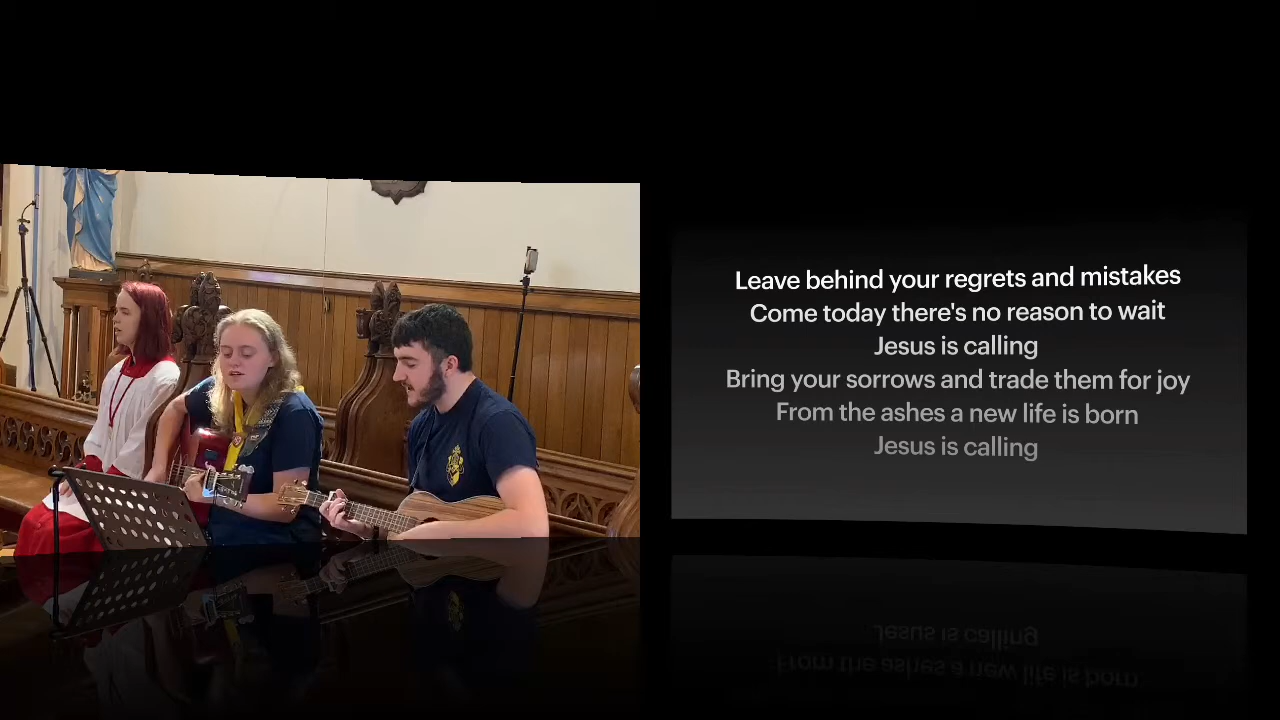 Leave behind your regrets and mistakes
Come today there's no reason to wait
Jesus is calling
Bring your sorrows and trade them for joy
From the ashes a new life is born
Jesus is calling